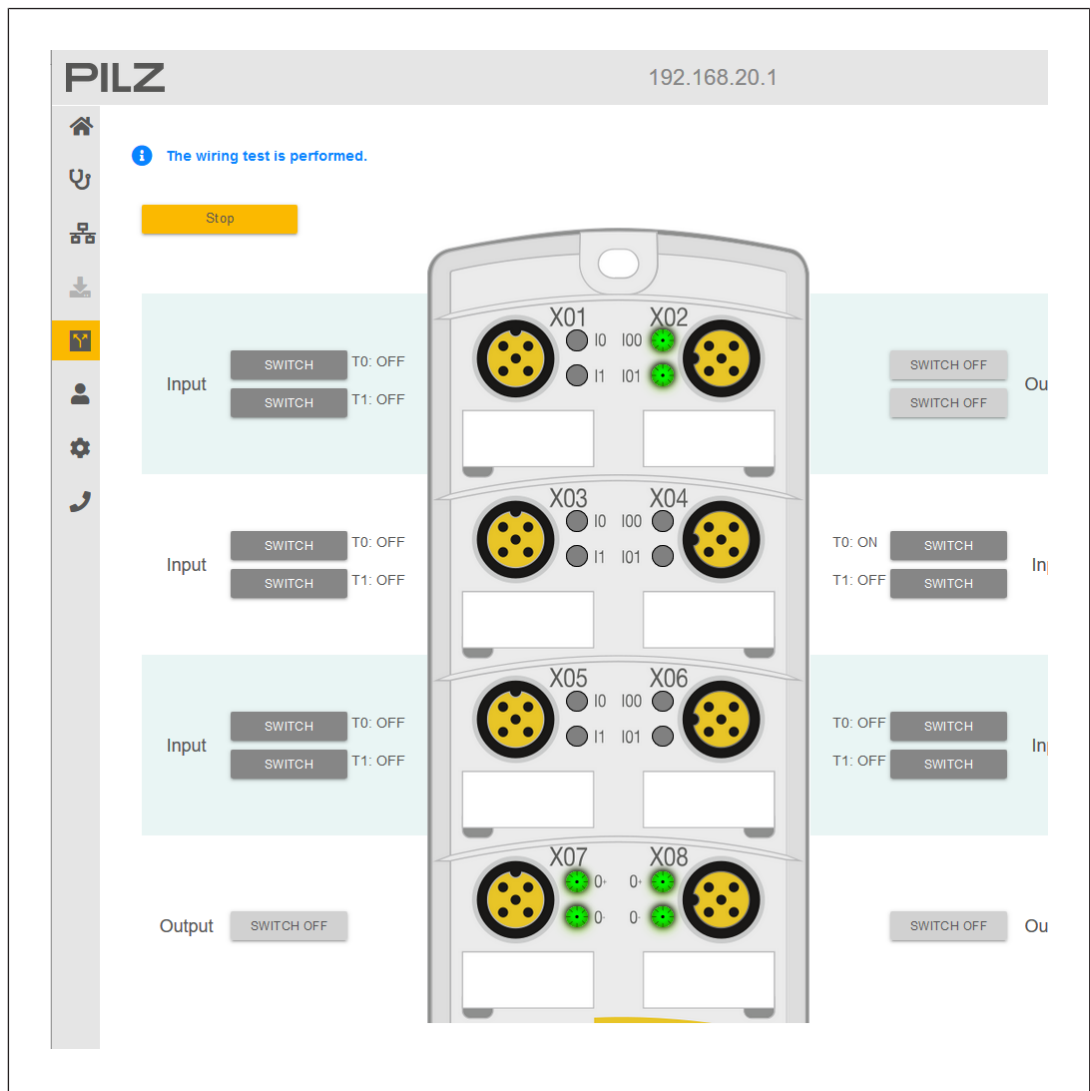 PILZ
192.168.20.1
The wiring test is performed.
Stop
X01 X02
Input SWITCH T0: OFF I0 I00 SWITCH OFF
SWITCH T1: OFF I1 I01 SWITCH OFF Ou
X03 X04
Input SWITCH T0: OFF I0 I00 T0: ON SWITCH
SWITCH T1: OFF I1 I01 T1: OFF SWITCH In
X05 X06
Input SWITCH T0: OFF I0 I00 T0: OFF SWITCH
SWITCH T1: OFF I1 I01 T1: OFF SWITCH In
X07 X08
0+ 0+
Output SWITCH OFF 0- 0- SWITCH OFF Ou